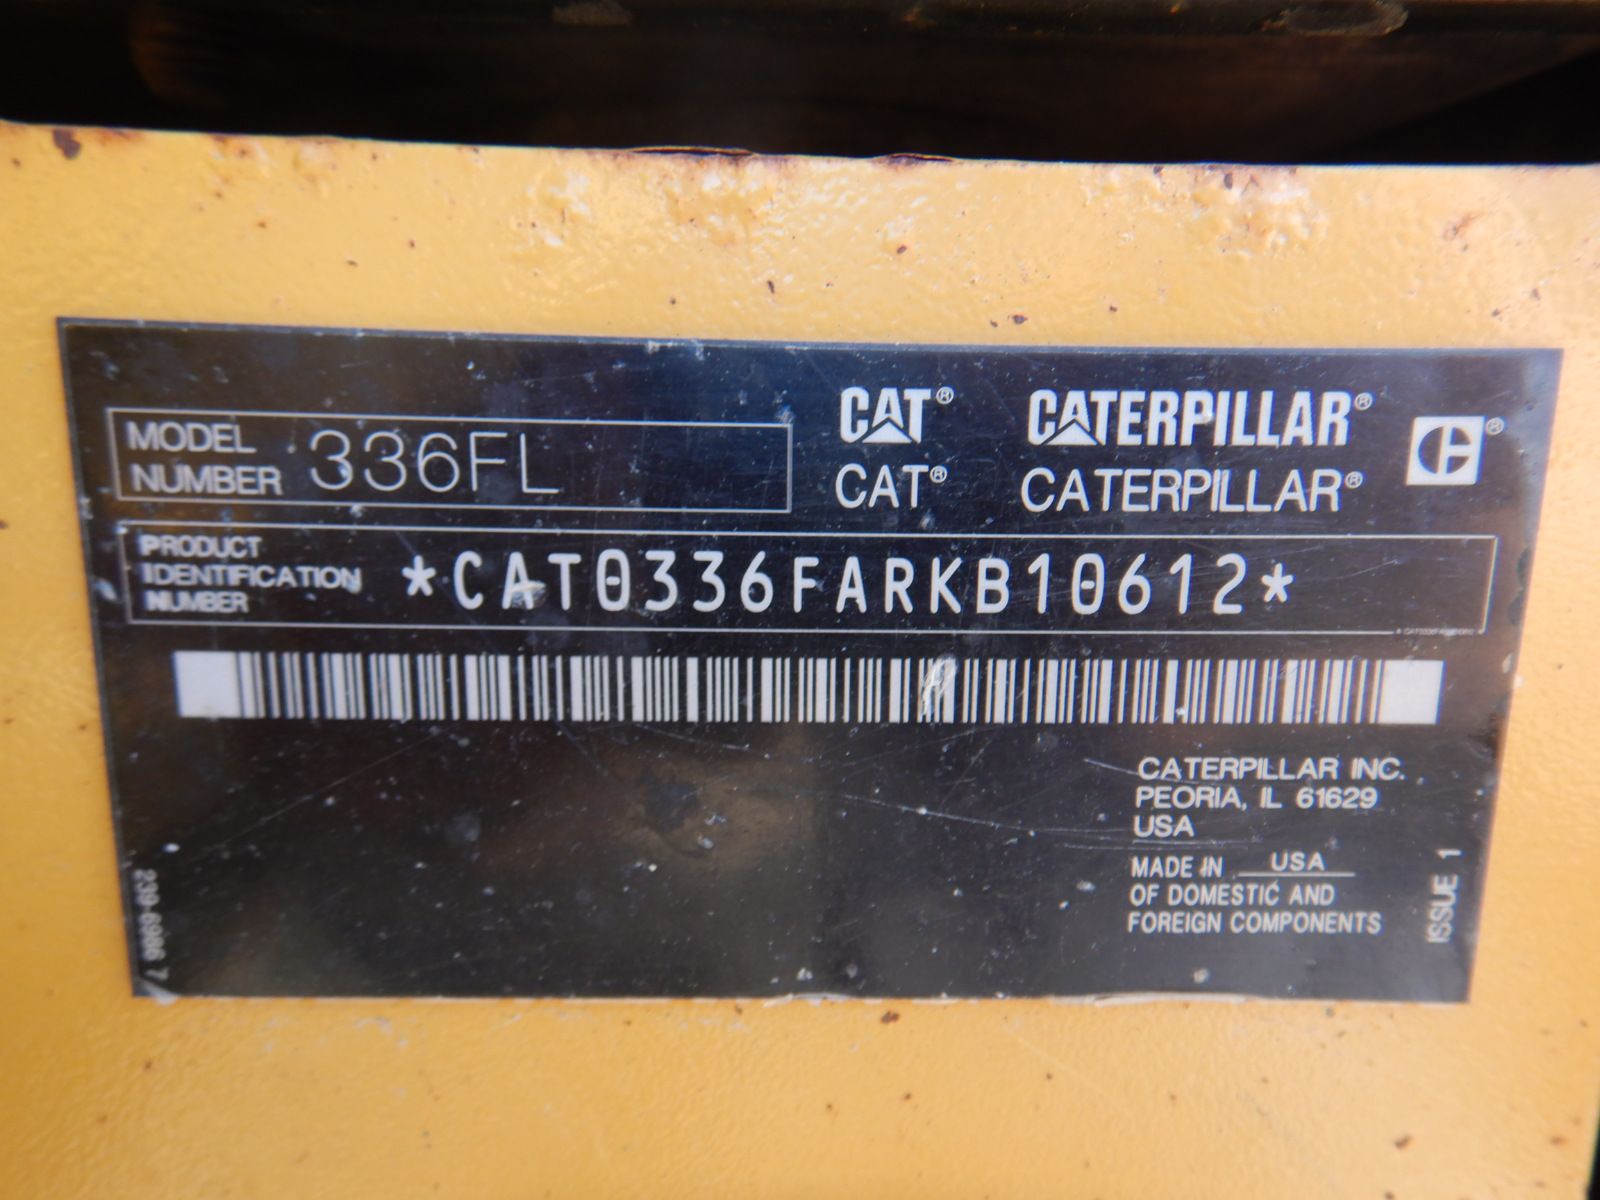 MODEL NUMBER 336FL
CAT® CATERPILLAR® ®
CAT® CATERPILLAR®
PRODUCT IDENTIFICATION NUMBER *CAT0336FARKB10612*
CATERPILLAR INC.
PEORIA, IL 61629
USA
MADE IN USA
OF DOMESTIC AND
FOREIGN COMPONENTS
ISSUE 1
239-6986 7